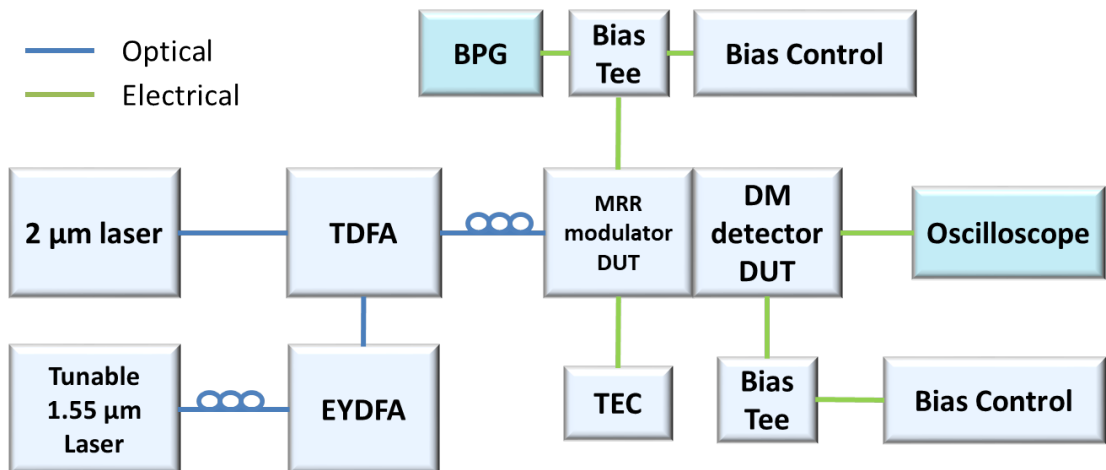 Optical
Electrical
BPG
Bias
Tee
Bias Control
2 μm laser
TDFA
MRR
modulator
DUT
DM
detector
DUT
Oscilloscope
Tunable
1.55 μm
Laser
EYDFA
TEC
Bias
Tee
Bias Control